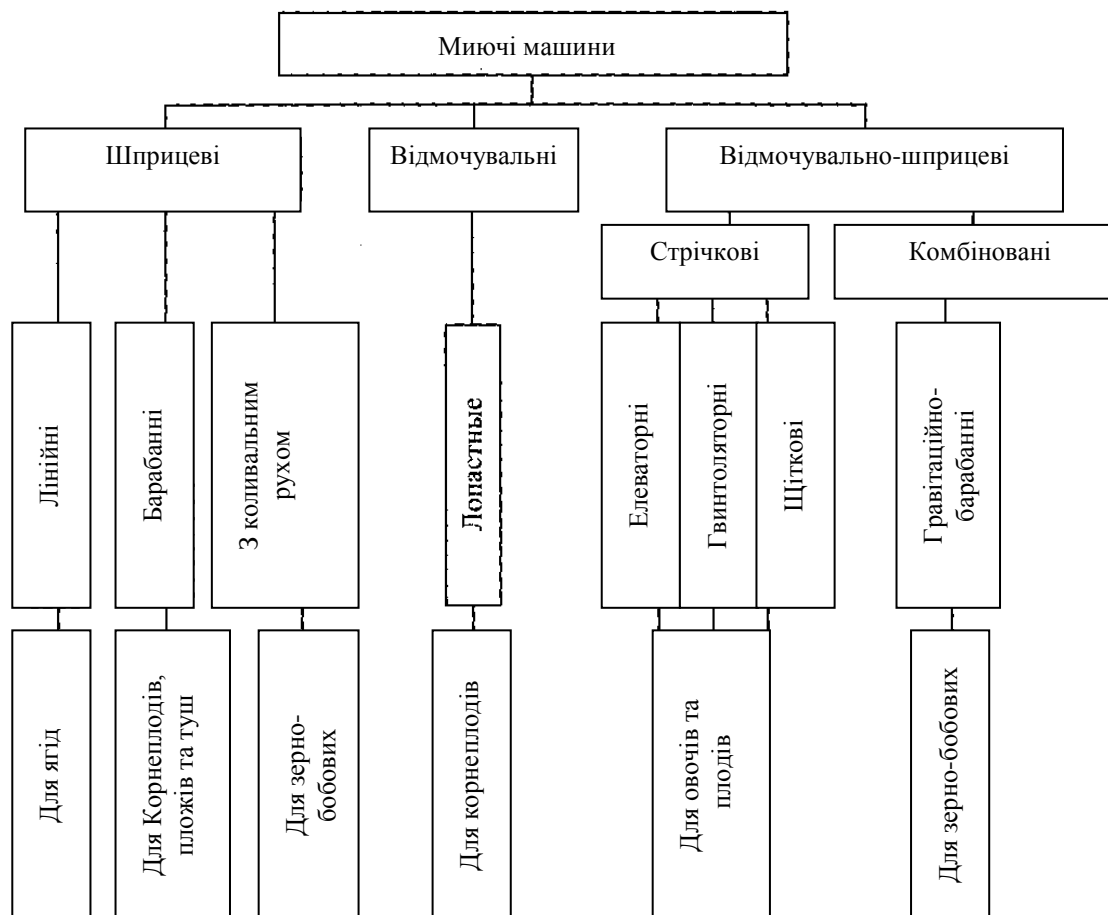 Миючі машини
Шприцеві
Відмочувальні
Відмочувально-шприцеві
Стрічкові
Комбіновані
Лінійні
Барабанні
З коливальним
рухом
Лопастные
Елеваторні
Гвинтоляторні
Щіткові
Гравітаційно-
барабанні
Для ягід
Для Корнеплодів,
пложів та туш
Для зерно-
бобових
Для корнеплодів
Для овочів та
плодів
Для зерно-бобових